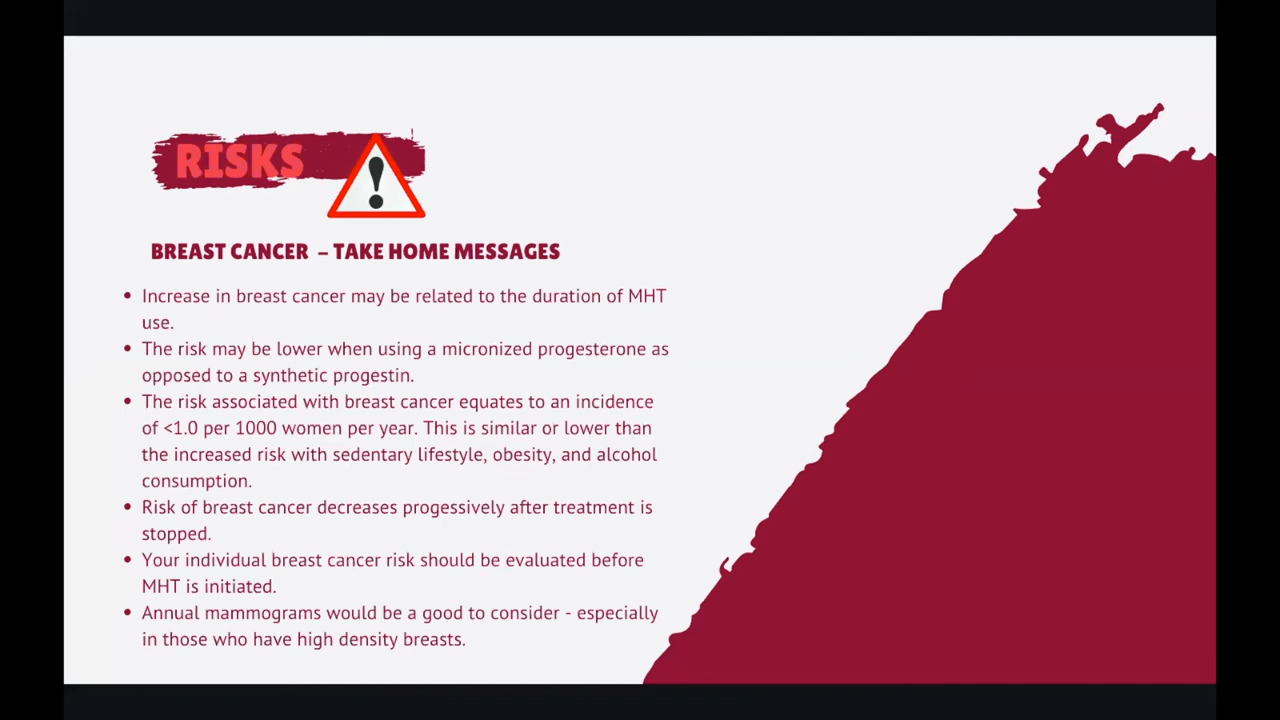 RISKS
BREAST CANCER – TAKE HOME MESSAGES
• Increase in breast cancer may be related to the duration of MHT
use.
• The risk may be lower when using a micronized progesterone as
opposed to a synthetic progestin.
• The risk associated with breast cancer equates to an incidence
of <1.0 per 1000 women per year. This is similar or lower than
the increased risk with sedentary lifestyle, obesity, and alcohol
consumption.
• Risk of breast cancer decreases progessively after treatment is
stopped.
• Your individual breast cancer risk should be evaluated before
MHT is initiated.
• Annual mammograms would be a good to consider - especially
in those who have high density breasts.